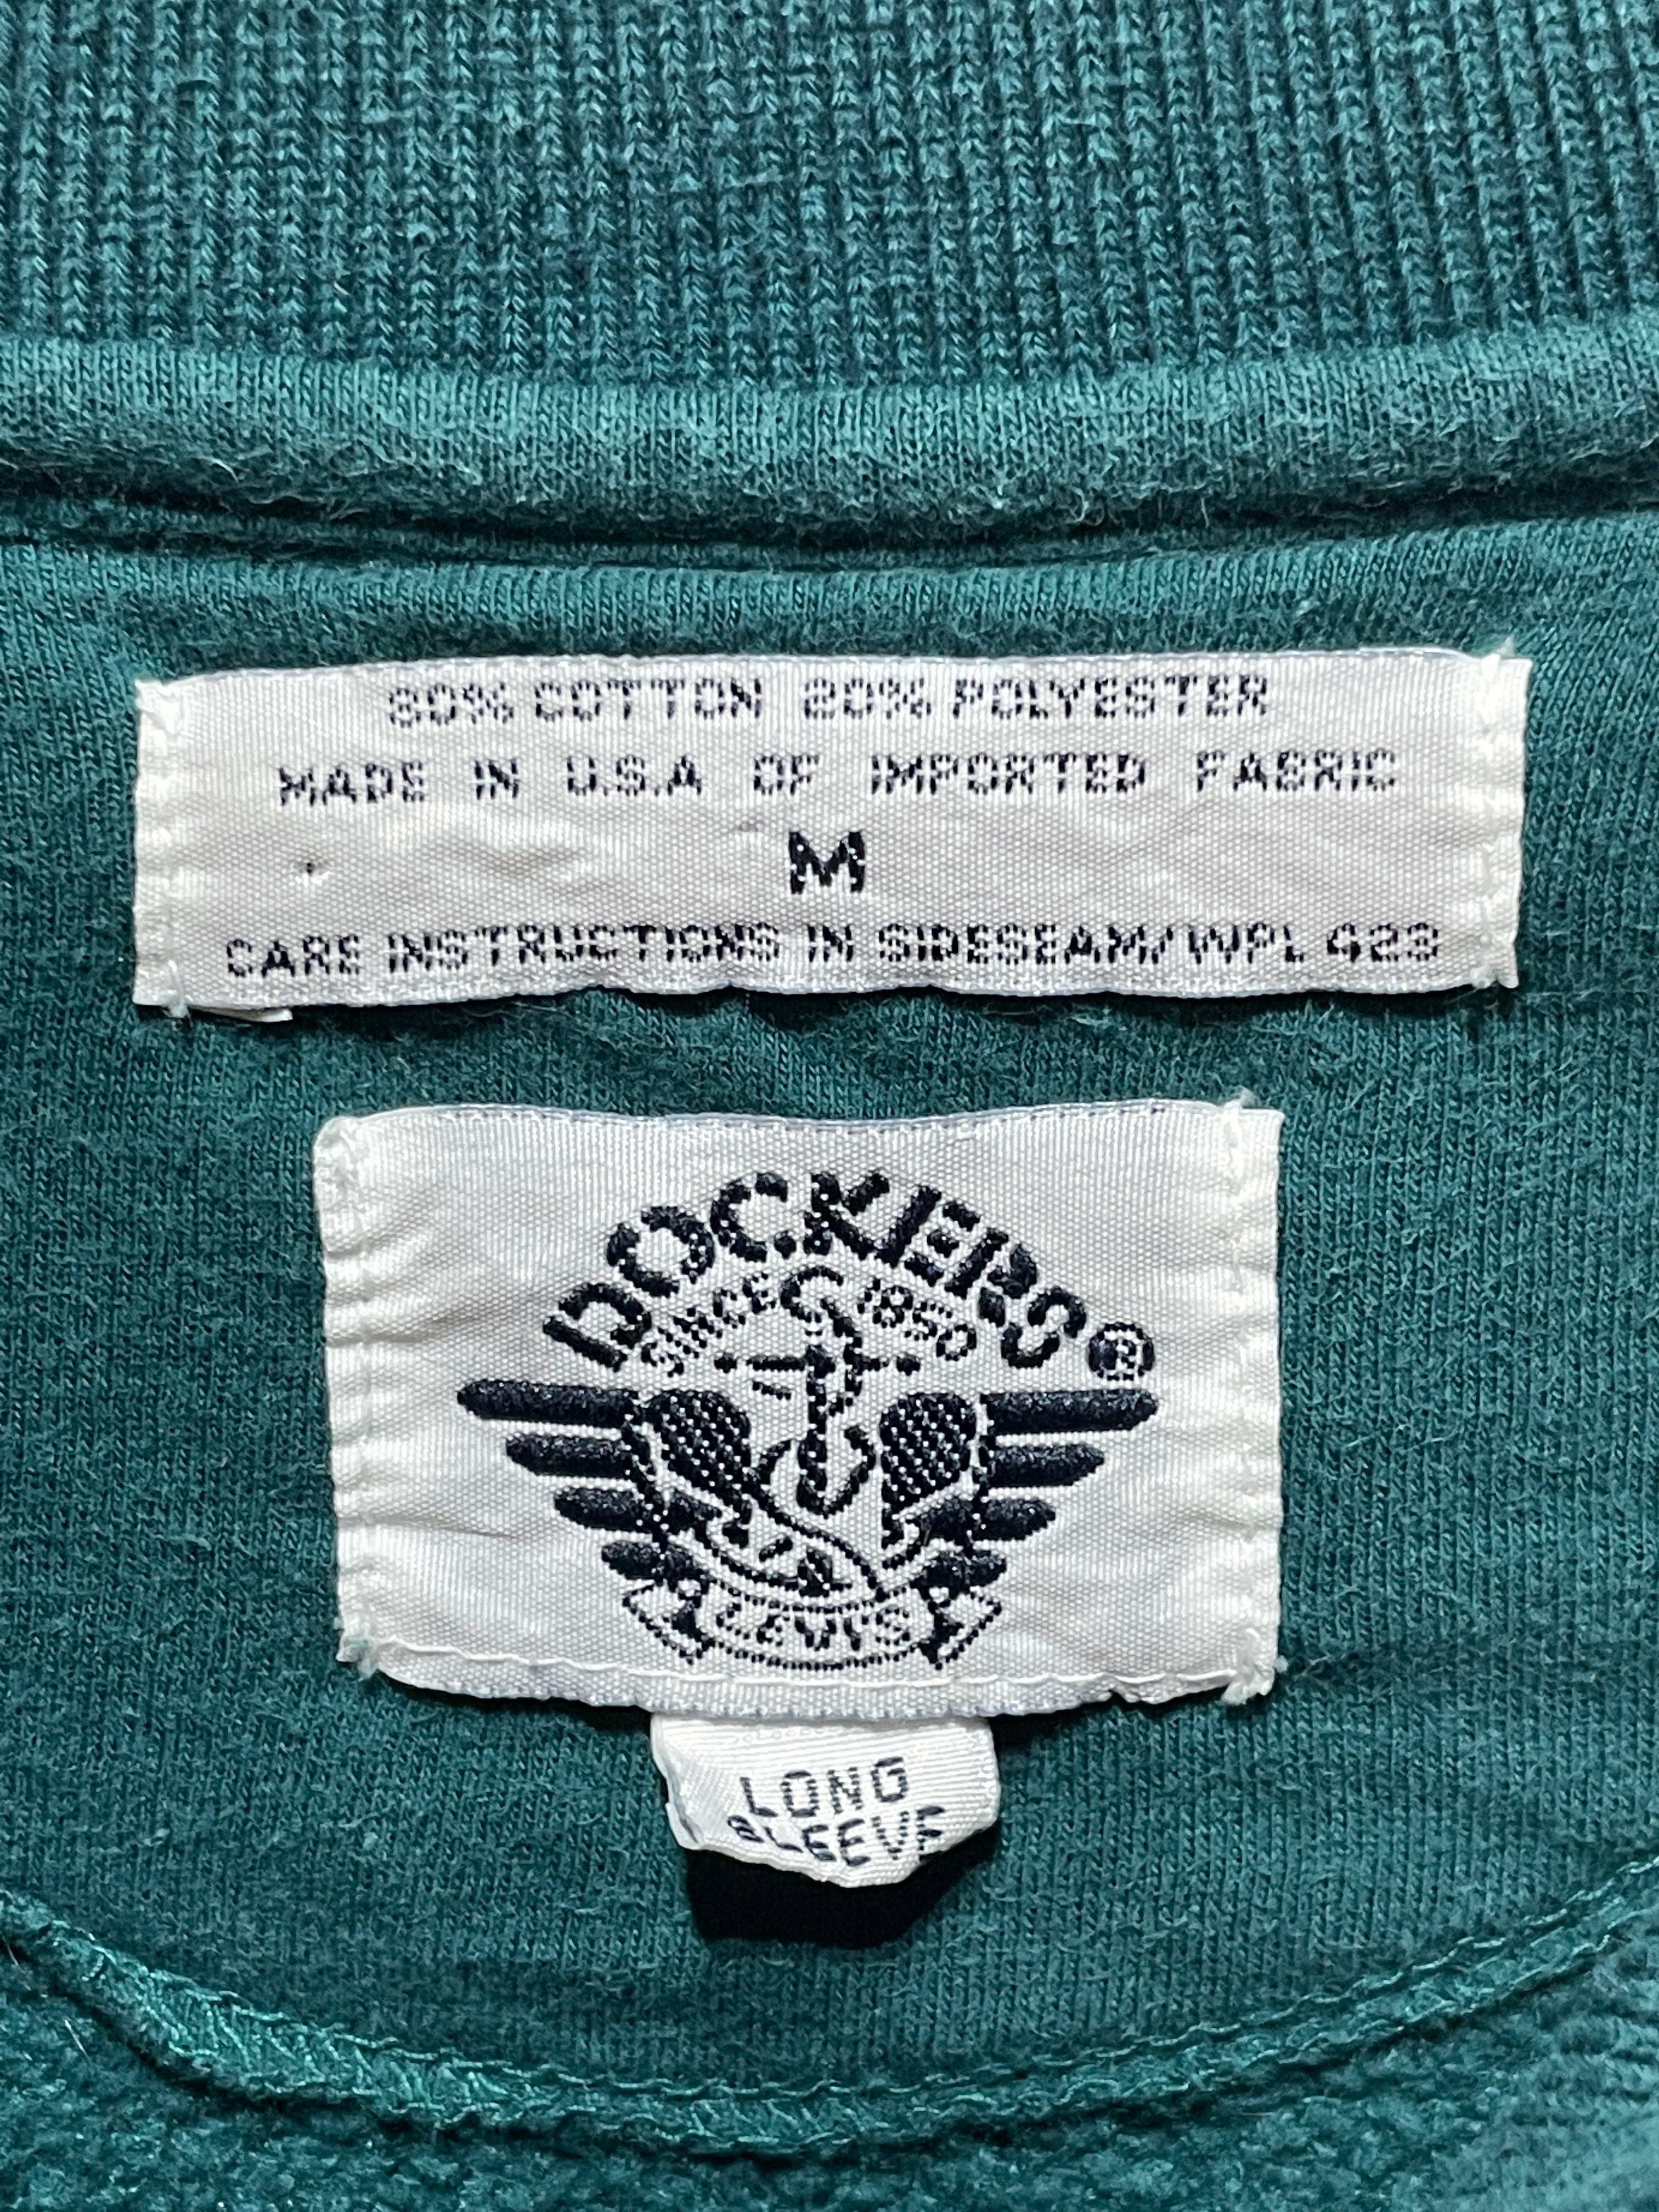 80% COTTON 20% POLYESTER
MADE IN U.S.A OF IMPORTED FABRIC
M
CARE INSTRUCTIONS IN SIDESEAM/WPL 423
DOCKERS®
SINCE 1850
LEVI'S
LONG
SLEEVE